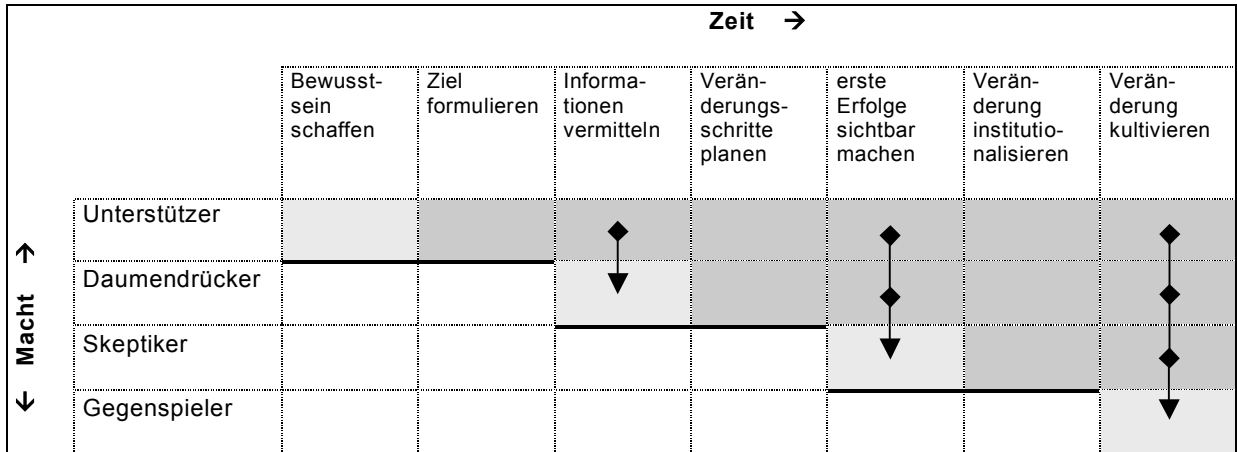 Zeit →
Bewusst-
sein
schaffen
Ziel
formulieren
Informa-
tionen
vermitteln
Verän-
derungs-
schritte
planen
erste
Erfolge
sichtbar
machen
Verän-
derung
institutio-
nalisieren
Verän-
derung
kultivieren
← Macht →
Unterstützer
Daumendrücker
Skeptiker
Gegenspieler